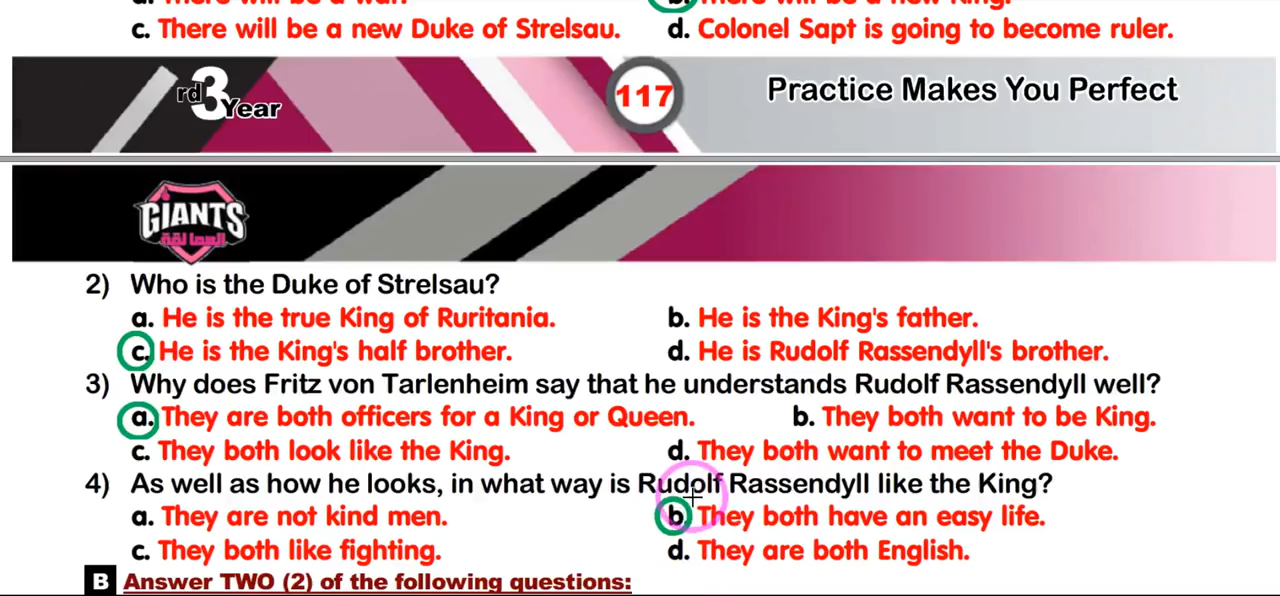 c. There will be a new Duke of Strelsau. d. Colonel Sapt is going to become ruler.
3rd Year 117 Practice Makes You Perfect
GIANTS
العمالقة
2) Who is the Duke of Strelsau?
a. He is the true King of Ruritania. b. He is the King's father.
c. He is the King's half brother. d. He is Rudolf Rassendyll's brother.
3) Why does Fritz von Tarlenheim say that he understands Rudolf Rassendyll well?
a. They are both officers for a King or Queen. b. They both want to be King.
c. They both look like the King. d. They both want to meet the Duke.
4) As well as how he looks, in what way is Rudolf Rassendyll like the King?
a. They are not kind men. b. They both have an easy life.
c. They both like fighting. d. They are both English.
B Answer TWO (2) of the following questions: